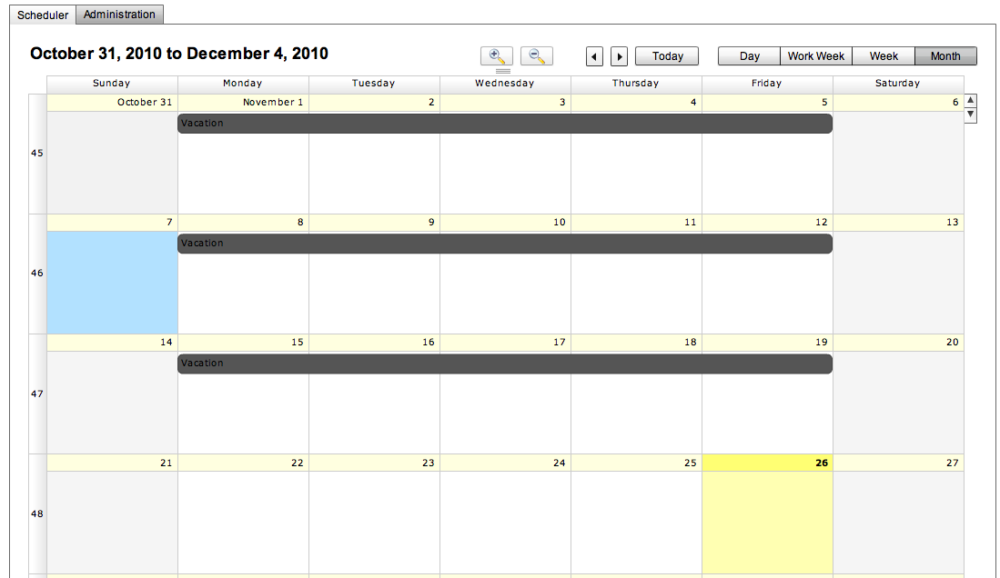 Scheduler Administration
October 31, 2010 to December 4, 2010 Today Day Work Week Week Month
Sunday Monday Tuesday Wednesday Thursday Friday Saturday
October 31 November 1 2 3 4 5 6
Vacation
45
7 8 9 10 11 12 13
Vacation
46
14 15 16 17 18 19 20
Vacation
47
21 22 23 24 25 26 27
48